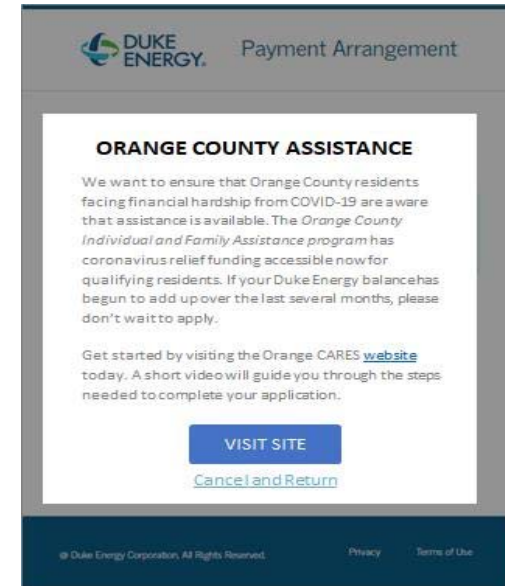 DUKE
ENERGY.
Payment Arrangement
ORANGE COUNTY ASSISTANCE
We want to ensure that Orange County residents
facing financial hardship from COVID-19 are aware
that assistance is available. The Orange County
Individual and Family Assistance program has
coronavirus relief funding accessible now for
qualifying residents. If your Duke Energy balance has
begun to add up over the last several months, please
don't wait to apply.
Get started by visiting the Orange CARES website
today. A short video will guide you through the steps
needed to complete your application.
VISIT SITE
Cancel and Return
@ Duke Energy Corporation, All Rights Reserved.
Privacy
Terms of Use